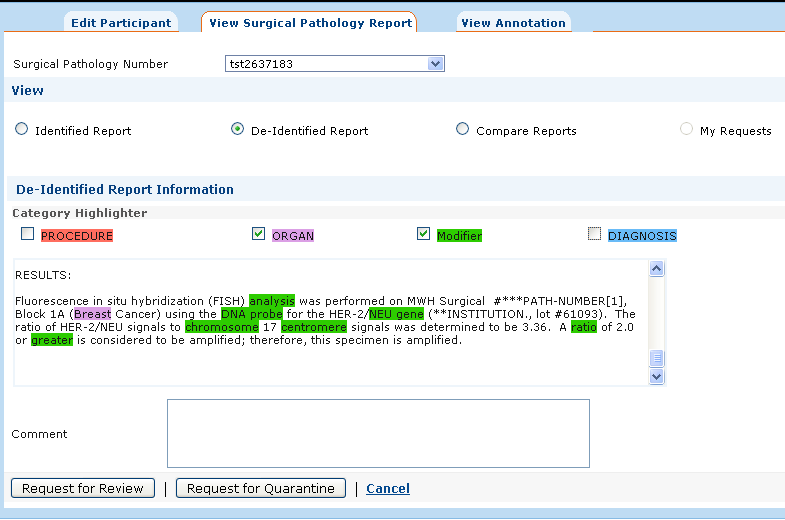 Edit Participant View Surgical Pathology Report View Annotation
Surgical Pathology Number tst2637183
View
Identified Report De-Identified Report Compare Reports My Requests
De-Identified Report Information
Category Highlighter
PROCEDURE ORGAN Modifier DIAGNOSIS
RESULTS:
Fluorescence in situ hybridization (FISH) analysis was performed on MWH Surgical #***PATH-NUMBER[1],
Block 1A (Breast Cancer) using the DNA probe for the HER-2/NEU gene (**INSTITUTION., lot #61093). The
ratio of HER-2/NEU signals to chromosome 17 centromere signals was determined to be 3.36. A ratio of 2.0
or greater is considered to be amplified; therefore, this specimen is amplified.
Comment
Request for Review | Request for Quarantine | Cancel